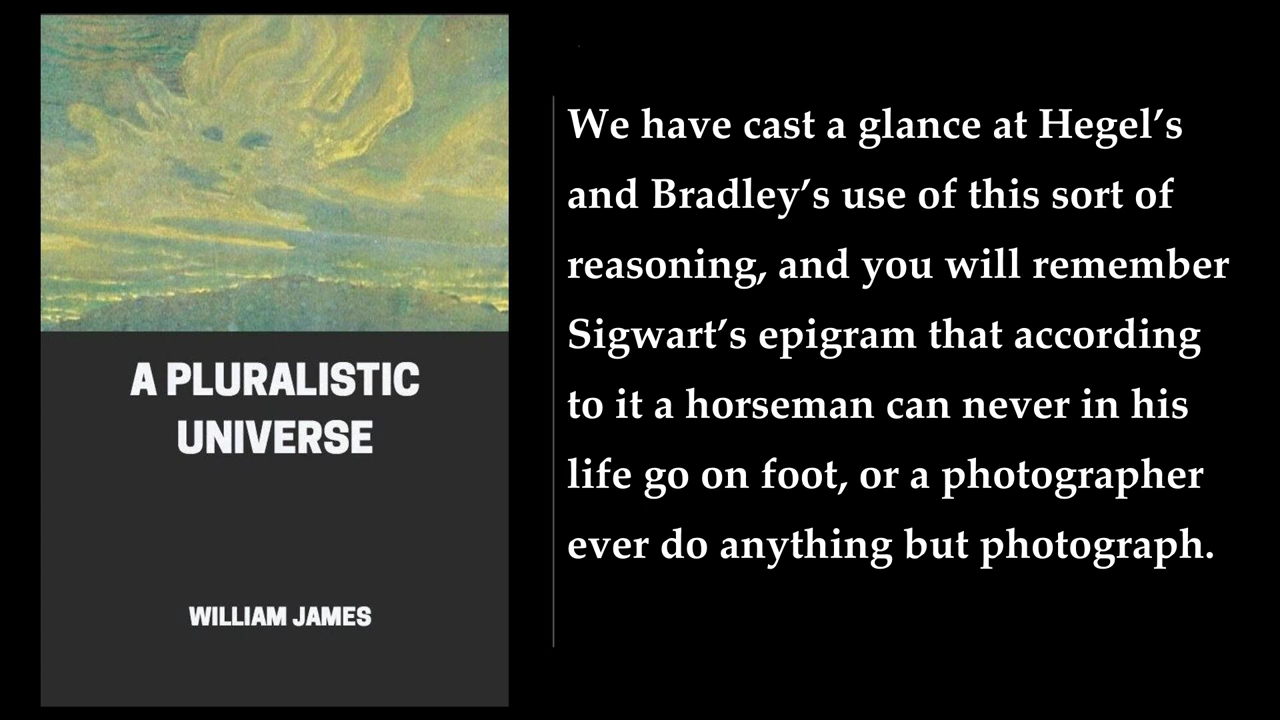 A PLURALISTIC
UNIVERSE
WILLIAM JAMES
We have cast a glance at Hegel’s
and Bradley’s use of this sort of
reasoning, and you will remember
Sigwart’s epigram that according
to it a horseman can never in his
life go on foot, or a photographer
ever do anything but photograph.